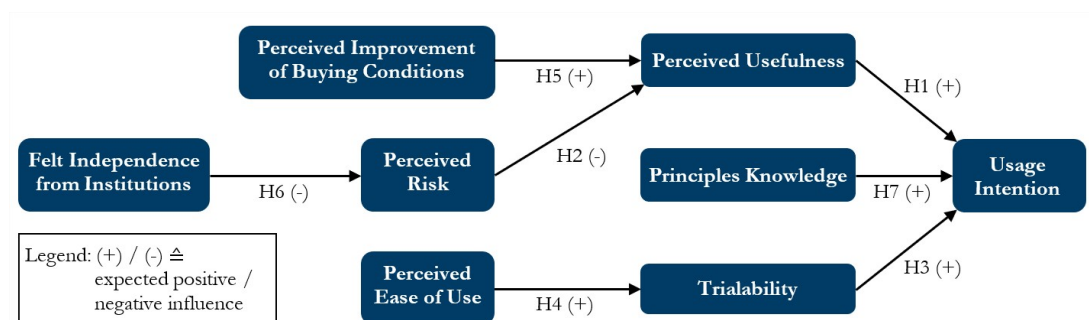 Perceived Improvement
of Buying Conditions
H5 (+)
Perceived Usefulness
H1 (+)
Felt Independence
from Institutions
H6 (-)
Perceived
Risk
H2 (-)
Principles Knowledge
H7 (+)
Usage
Intention
Legend: (+) / (-) ≙
expected positive /
negative influence
Perceived
Ease of Use
H4 (+)
Trialability
H3 (+)